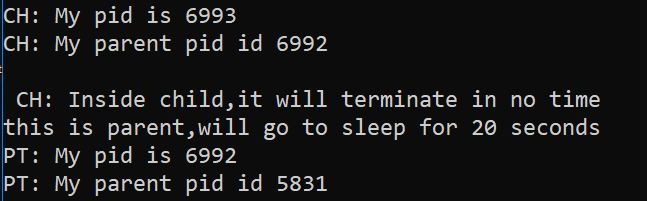 CH: My pid is 6993
CH: My parent pid id 6992
CH: Inside child,it will terminate in no time
this is parent,will go to sleep for 20 seconds
PT: My pid is 6992
PT: My parent pid id 5831